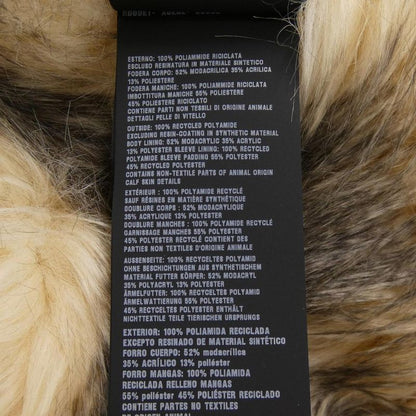 ESTERNO: 100% POLIAMMIDE RICICLATA
ESCLUSO RESINATURA IN MATERIALE SINTETICO
FODERA CORPO: 52% MODACRILICA 35% ACRILICA
13% POLIESTERE
FODERA MANICHE: 100% POLIAMMIDE RICICLATA
IMBOTTITURA MANICHE 55% POLIESTERE
45% POLIESTERE RICICLATO
CONTIENE PARTI NON TESSILI DI ORIGINE ANIMALE
DETTAGLI PELLE DI VITELLO
OUTSIDE: 100% RECYCLED POLYAMIDE
EXCLUDING RESIN-COATING IN SYNTHETIC MATERIAL
BODY LINING: 52% MODACRYLIC 35% ACRYLIC
13% POLYESTER SLEEVE LINING: 100% RECYCLED
POLYAMIDE SLEEVE PADDING 55% POLYESTER
45% RECYCLED POLYESTER
CONTAINS NON-TEXTILE PARTS OF ANIMAL ORIGIN
CALF SKIN DETAILS
EXTÉRIEUR : 100% POLYAMIDE RECYCLÉ
SAUF RÉSINES EN MATIÈRE SYNTHÉTIQUE
DOUBLURE CORPS : 52% MODACRYLIQUE
35% ACRYLIQUE 13% POLYESTER
DOUBLURE MANCHES : 100% POLYAMIDE RECYCLÉ
GARNISSAGE MANCHES 55% POLYESTER
45% POLYESTER RECYCLÉ CONTIENT DES
PARTIES NON TEXTILES D'ORIGINE ANIMALE
AUSSENSEITE: 100% RECYCELTES POLYAMID
OHNE BESCHICHTUNGEN AUS SYNTHETISCHEM
MATERIAL FUTTER KÖRPER: 52% MODACRYL
35% POLYACRYL 13% POLYESTER
ÄRMELFUTTER: 100% RECYCELTES POLYAMID
ÄRMELWATTIERUNG 55% POLYESTER
45% RECYCELTES POLYESTER ENTHÄLT
NICHTTEXTILE TEILE TIERISCHEN URSPRUNGS
EXTERIOR: 100% POLIAMIDA RECICLADA
EXCEPTO RESINADO DE MATERIAL SINTÉTICO
FORRO CUERPO: 52% modacrílica
35% ACRÍLICA 13% poliéster
FORRO MANGAS: 100% POLIAMIDA
RECICLADA RELLENO MANGAS
55% poliéster 45% POLIÉSTER RECICLADO
CONTIENE PARTES NO TEXTILES